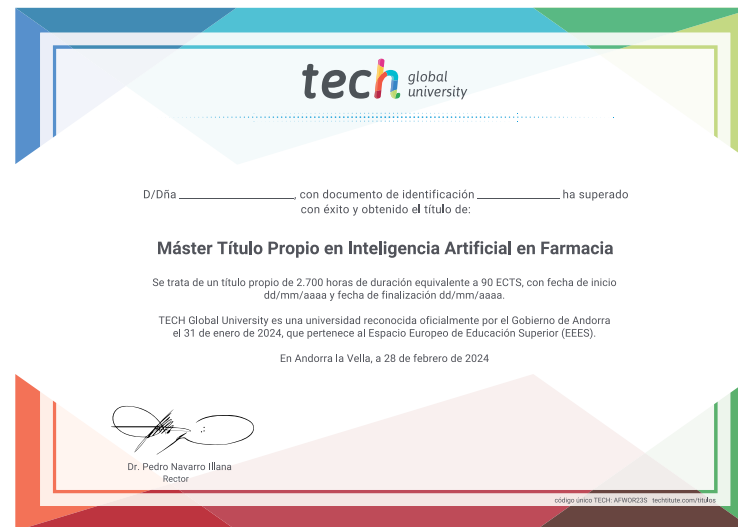 tech global university
D/Dña ____________________, con documento de identificación ______________ ha superado
con éxito y obtenido el título de:
Máster Título Propio en Inteligencia Artificial en Farmacia
Se trata de un título propio de 2.700 horas de duración equivalente a 90 ECTS, con fecha de inicio
dd/mm/aaaa y fecha de finalización dd/mm/aaaa.
TECH Global University es una universidad reconocida oficialmente por el Gobierno de Andorra
el 31 de enero de 2024, que pertenece al Espacio Europeo de Educación Superior (EEES).
En Andorra la Vella, a 28 de febrero de 2024
Dr. Pedro Navarro Illana
Rector
código único TECH: AFWOR23S techtitute.com/titulos